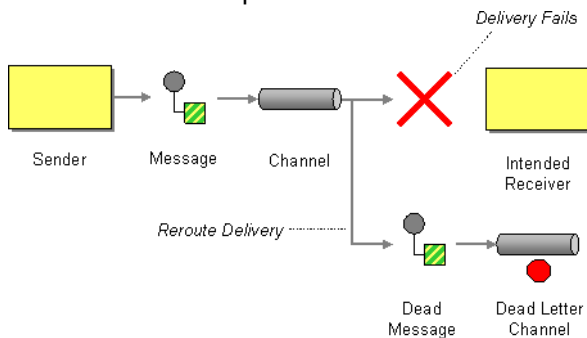 Delivery Fails
Sender
Message
Channel
Intended
Receiver
Reroute Delivery
Dead
Message
Dead Letter
Channel